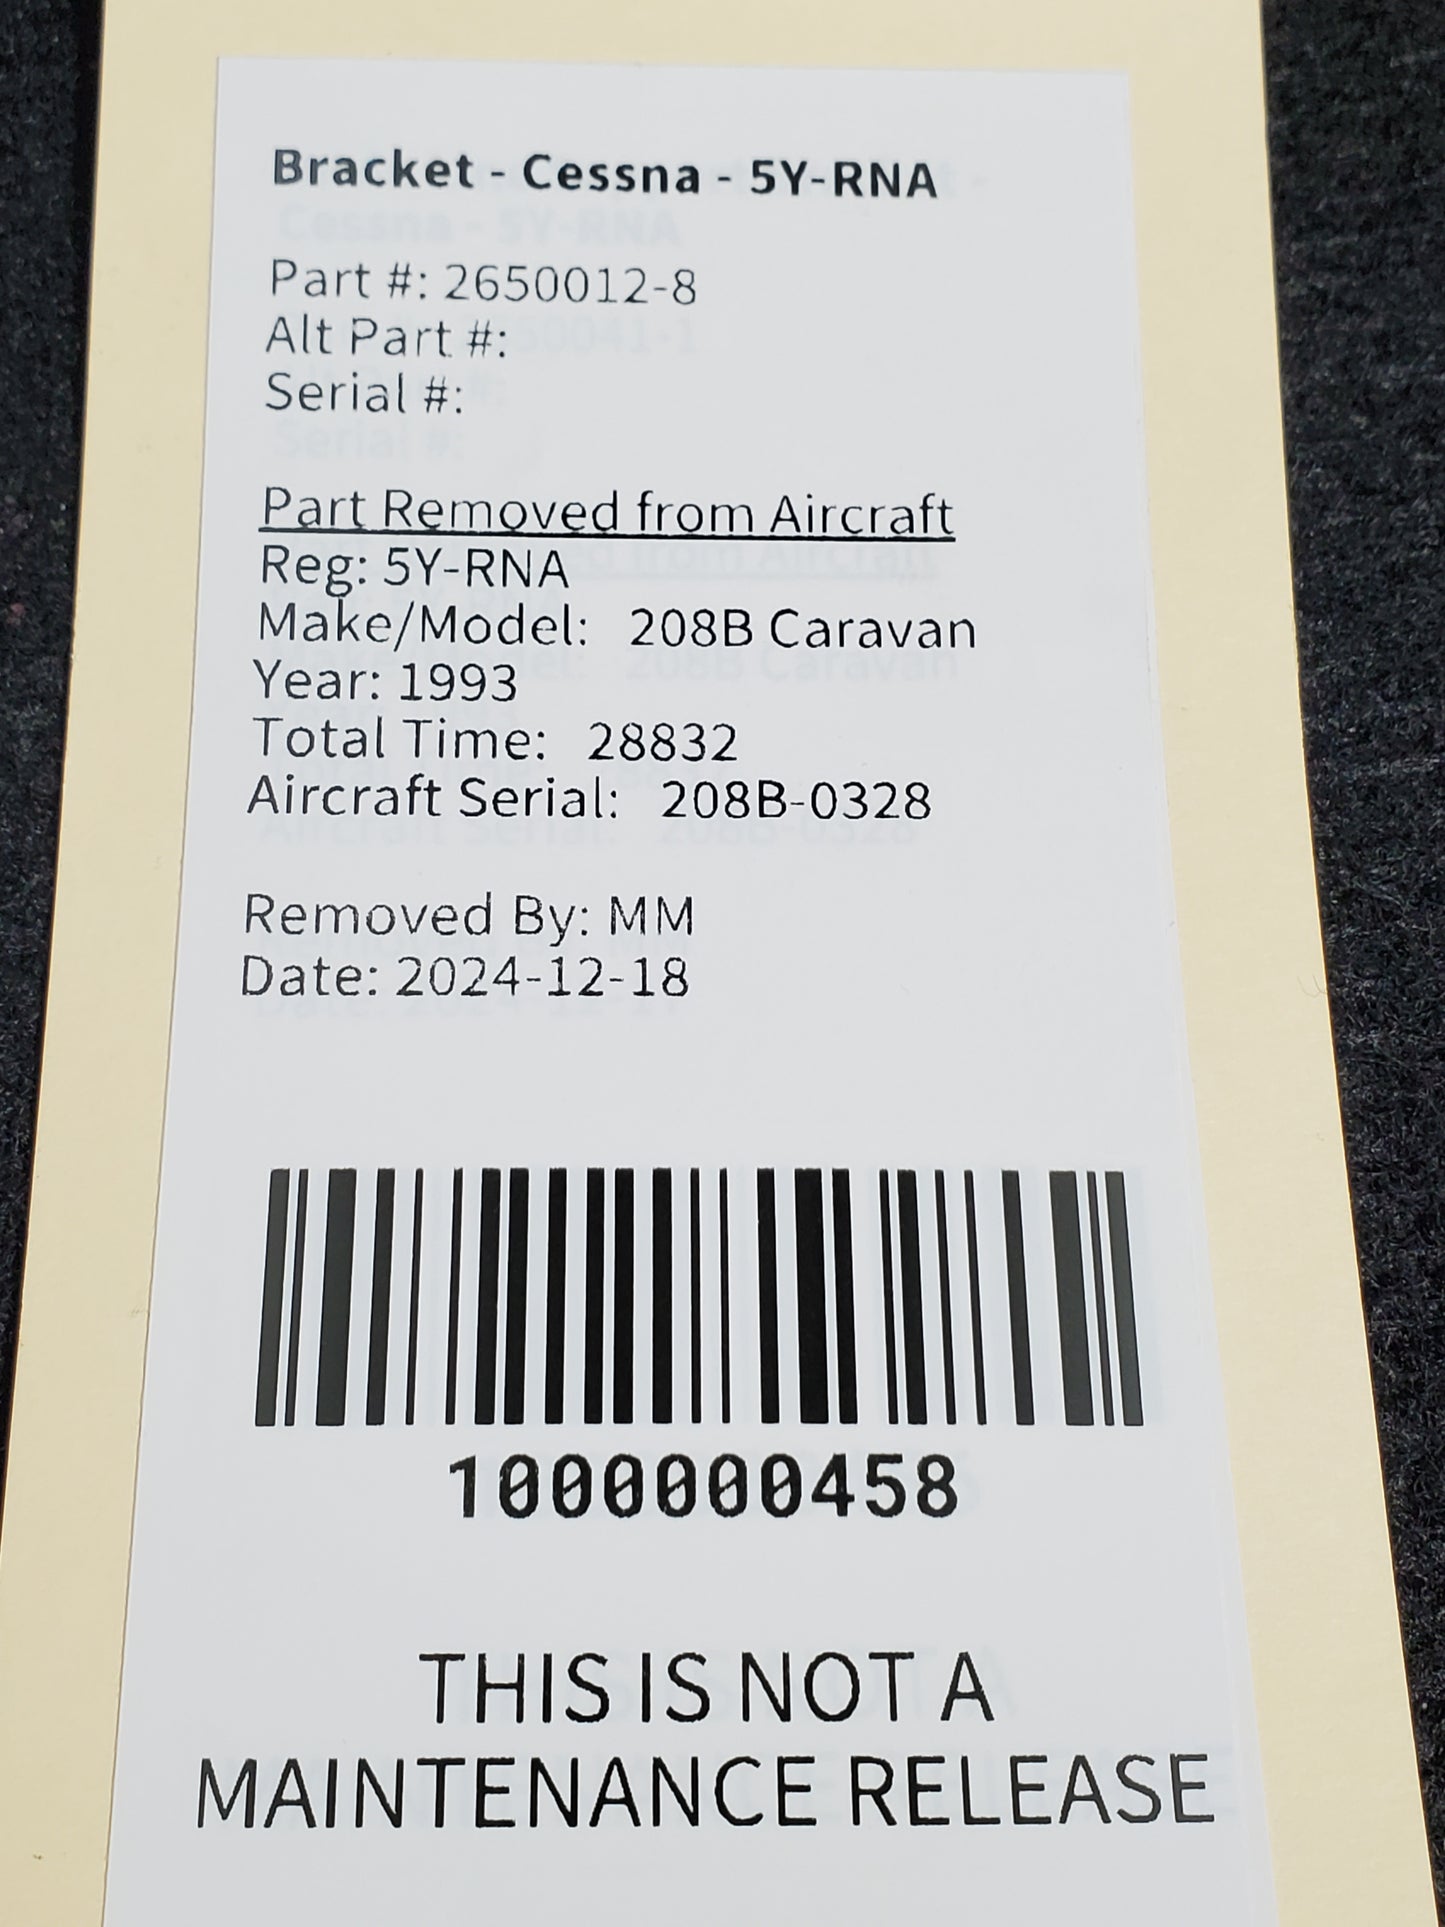 Bracket - Cessna - 5Y-RNA
Part #: 2650012-8
Alt Part #:
Serial #:
Part Removed from Aircraft
Reg: 5Y-RNA
Make/Model: 208B Caravan
Year: 1993
Total Time: 28832
Aircraft Serial: 208B-0328
Removed By: MM
Date: 2024-12-18
1000000458
THIS IS NOT A
MAINTENANCE RELEASE